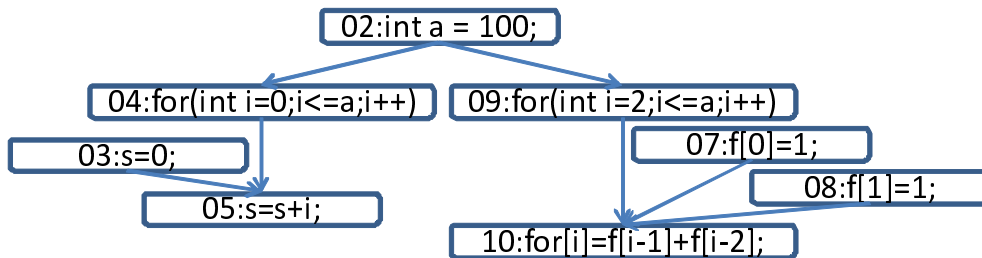 02:int a = 100;
04:for(int i=0;i<=a;i++)
09:for(int i=2;i<=a;i++)
03:s=0;
07:f[0]=1;
08:f[1]=1;
05:s=s+i;
10:for[i]=f[i-1]+f[i-2];